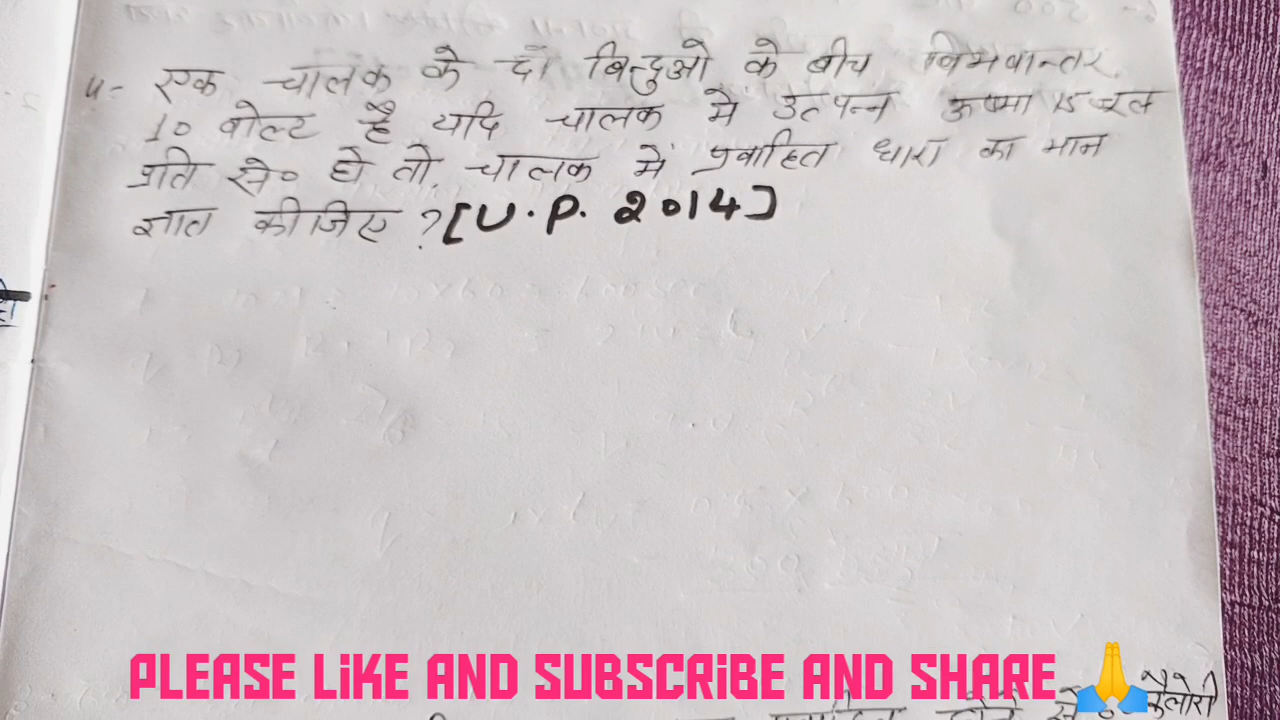 4- एक चालक के दो बिन्दुओ के बीच विभवान्तर
10 वोल्ट है यदि चालक में उत्पन्न ऊष्मा 15 जूल
प्रति से० हो तो, चालक में प्रवाहित धारा का मान
ज्ञात कीजिए ? [U.P. 2014]
PLEASE LIKE AND SUBSCRIBE AND SHARE 🙏
कैलोरी